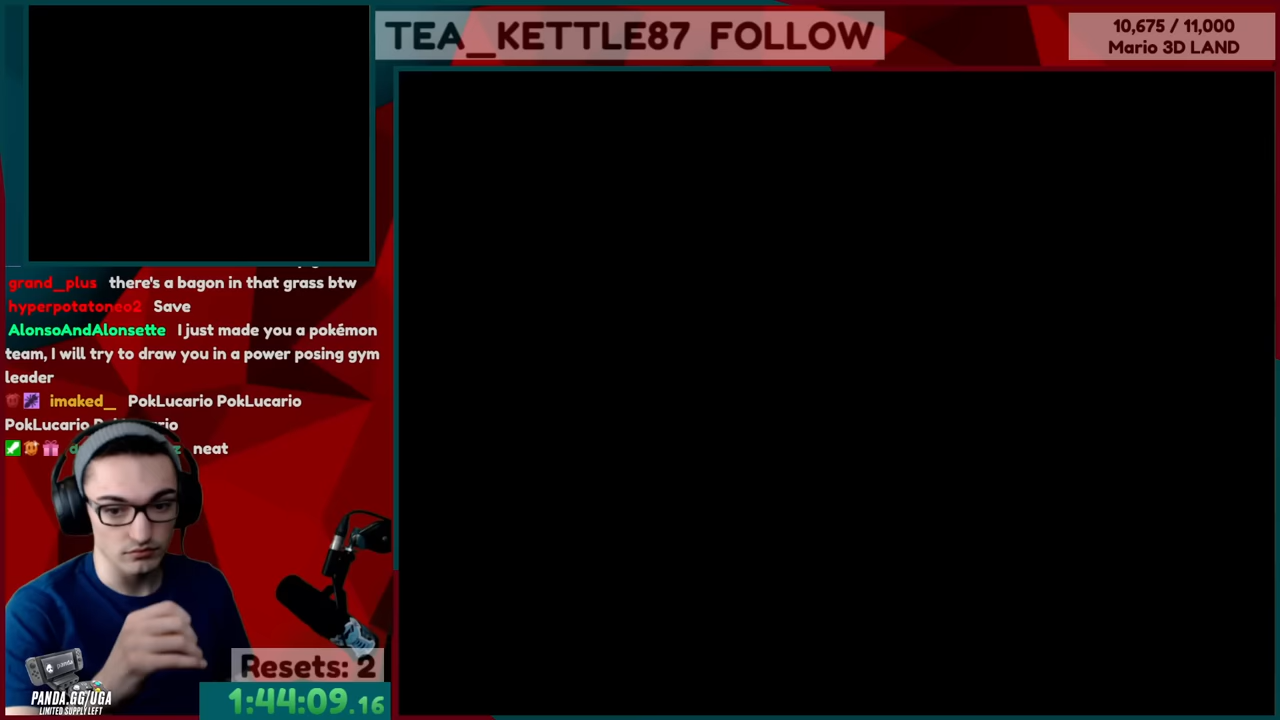 TEA_KETTLE87 FOLLOW
10,675 / 11,000
Mario 3D LAND
grand_plus there's a bagon in that grass btw
hyperpotatoneo2 Save
AlonsoAndAlonsette I just made you a pokémon
team, I will try to draw you in a power posing gym
leader
imaked_ PokLucario PokLucario
PokLucario
neat
Resets: 2
1:44:09.16
panda
PANDA.GG/UGA
LIMITED SUPPLY LEFT